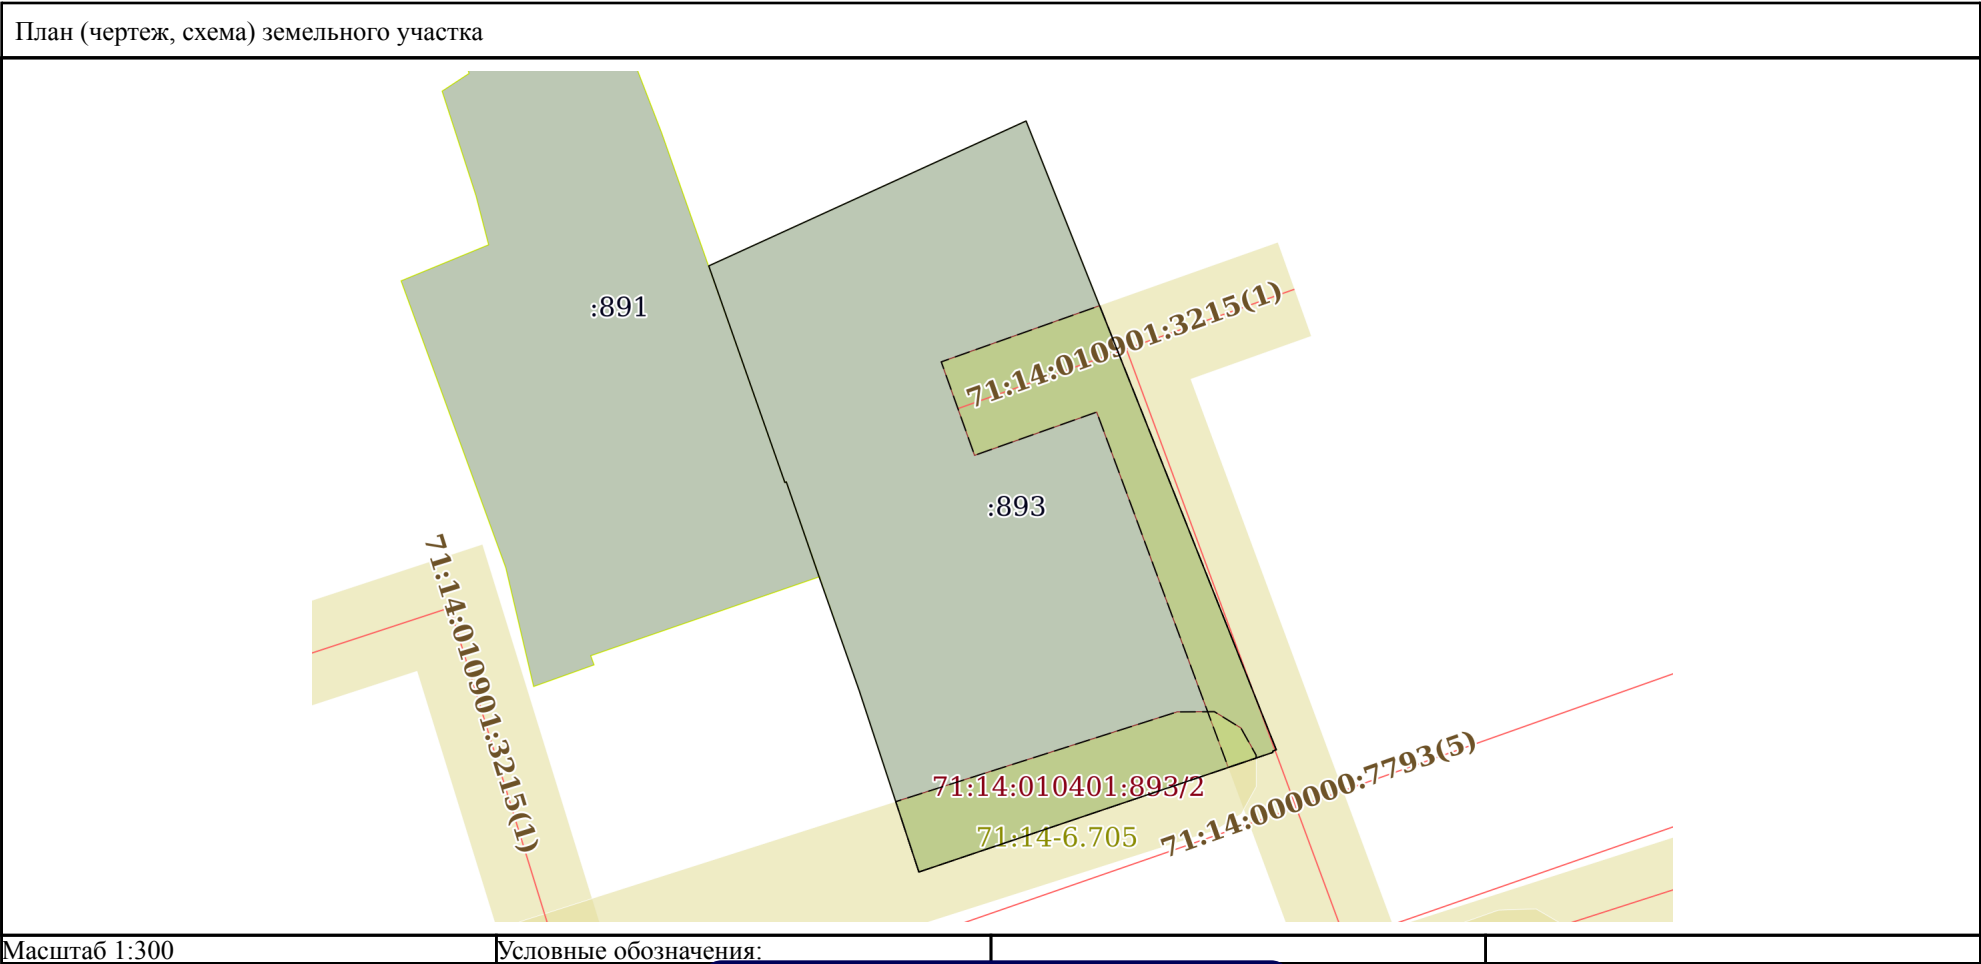 План (чертеж, схема) земельного участка
:891
71:14:010901:3215(1)
:893
71:14:010901:3215(1)
71:14:010401:893/2
71:14:000000:7793(5)
71:14-6.705
Масштаб 1:300
Условные обозначения: